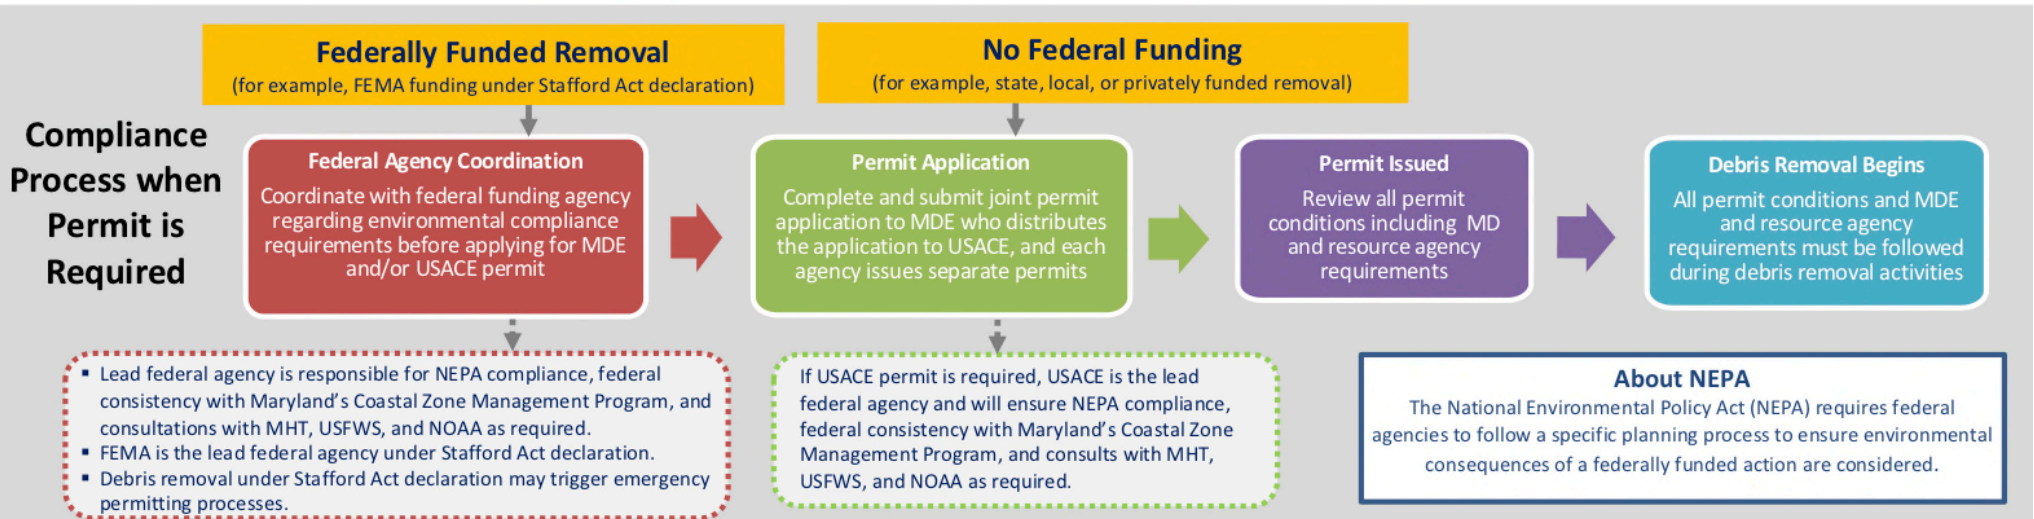 Compliance
Process when
Permit is
Required
Federally Funded Removal
(for example, FEMA funding under Stafford Act declaration)
No Federal Funding
(for example, state, local, or privately funded removal)
Federal Agency Coordination
Coordinate with federal funding agency
regarding environmental compliance
requirements before applying for MDE
and/or USACE permit
Permit Application
Complete and submit joint permit
application to MDE who distributes
the application to USACE, and each
agency issues separate permits
Permit Issued
Review all permit
conditions including MD
and resource agency
requirements
Debris Removal Begins
All permit conditions and MDE
and resource agency
requirements must be followed
during debris removal activities
▪ Lead federal agency is responsible for NEPA compliance, federal
consistency with Maryland’s Coastal Zone Management Program, and
consultations with MHT, USFWS, and NOAA as required.
▪ FEMA is the lead federal agency under Stafford Act declaration.
▪ Debris removal under Stafford Act declaration may trigger emergency
permitting processes.
If USACE permit is required, USACE is the lead
federal agency and will ensure NEPA compliance,
federal consistency with Maryland’s Coastal Zone
Management Program, and consults with MHT,
USFWS, and NOAA as required.
About NEPA
The National Environmental Policy Act (NEPA) requires federal
agencies to follow a specific planning process to ensure environmental
consequences of a federally funded action are considered.